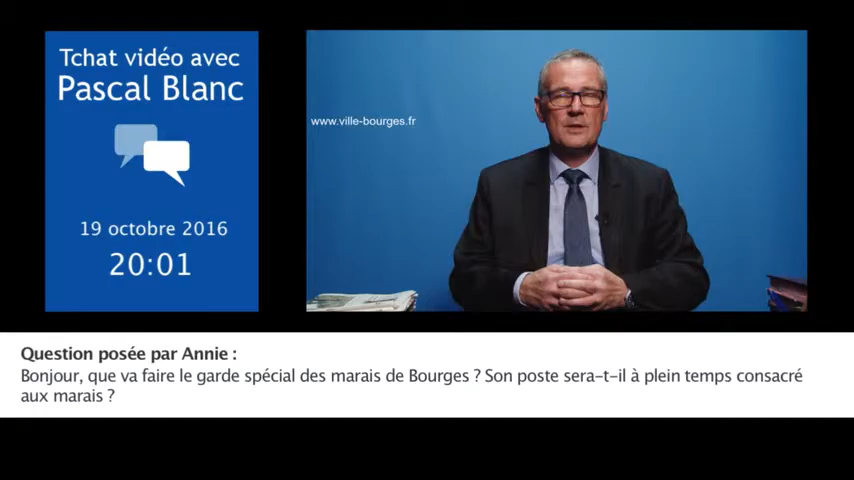 Tchat vidéo avec
Pascal Blanc
19 octobre 2016
20:01
www.ville-bourges.fr
Question posée par Annie :
Bonjour, que va faire le garde spécial des marais de Bourges ? Son poste sera-t-il à plein temps consacré
aux marais ?